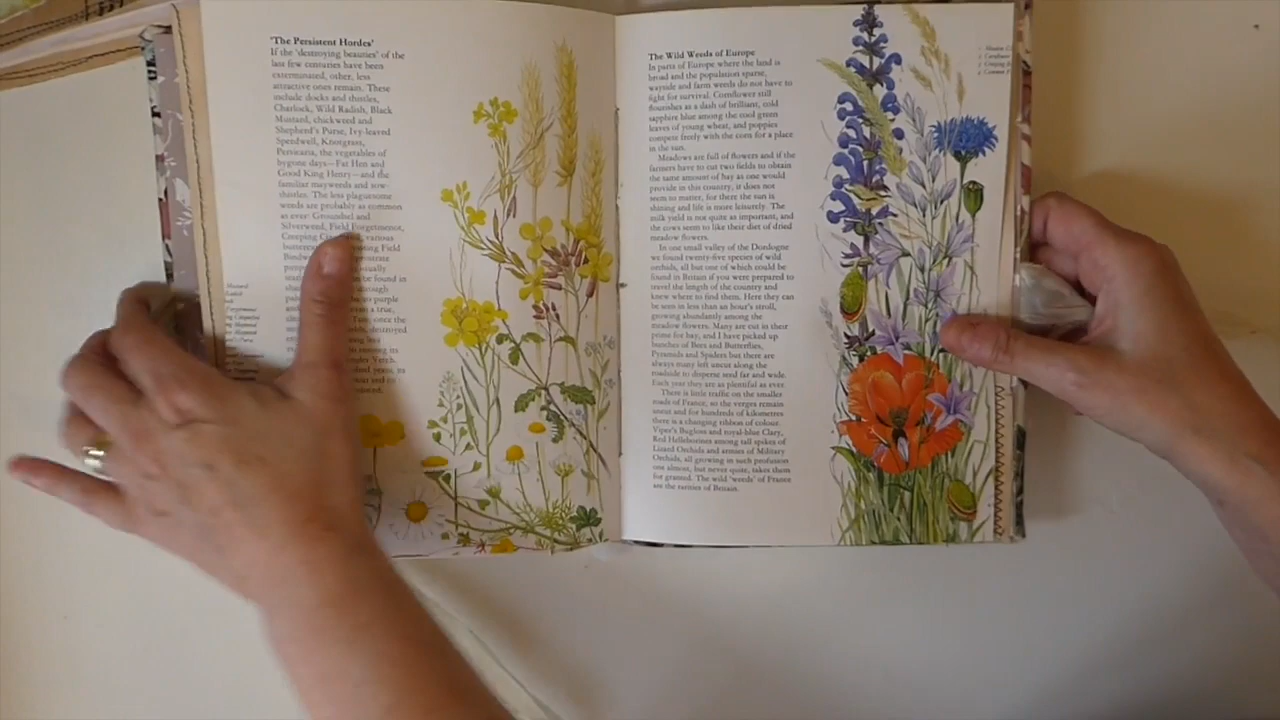 'The Persistent Hordes'
If the 'destroying beauties' of the
last few centuries have been
exterminated, other, less
attractive ones remain. These
include docks and thistles,
Charlock, Wild Radish, Black
Mustard, chickweed and
Shepherd's Purse, Ivy-leaved
Speedwell, Knotgrass,
Persicaria, the vegetables of
bygone days—Fat Hen and
Good King Henry—and the
familiar mayweeds and sow-
thistles. The less plaguesome
weeds are probably as common
as ever: Groundsel and
Silverweed, Field Forgetmenot,
Creeping various
Field
The Wild Weeds of Europe
In parts of Europe where the land is
broad and the population sparse,
wayside and farm weeds do not have to
fight for survival. Cornflower still
flourishes as a dash of brilliant, cold
sapphire blue among the cool green
leaves of young wheat, and poppies
compete freely with the corn for a place
in the sun.
Meadows are full of flowers and if the
farmers have to cut two fields to obtain
the same amount of hay as one would
provide in this country, it does not
seem to matter, for there the sun is
shining and life is more leisurely. The
milk yield is not quite as important, and
the cows seem to like their diet of dried
meadow flowers.
In one small valley of the Dordogne
we found twenty-five species of wild
orchids, all but one of which could be
found in Britain if you were prepared to
travel the length of the country and
knew where to find them. Here they can
be seen in less than an hour's stroll,
growing abundantly among the
meadow flowers. Many are cut in their
prime for hay, and I have picked up
bunches of Bees and Butterflies,
Pyramids and Spiders but there are
always many left uncut along the
roadside to disperse seed far and wide.
Each year they are as plentiful as ever.
There is little traffic on the smaller
roads of France, so the verges remain
uncut and for hundreds of kilometres
there is a changing ribbon of colour.
Viper's Bugloss and royal-blue Clary,
Red Helleborines among tall spikes of
Lizard Orchids and armies of Military
Orchids, all growing in such profusion
one almost, but never quite, takes them
for granted. The wild 'weeds' of France
are the rarities of Britain.